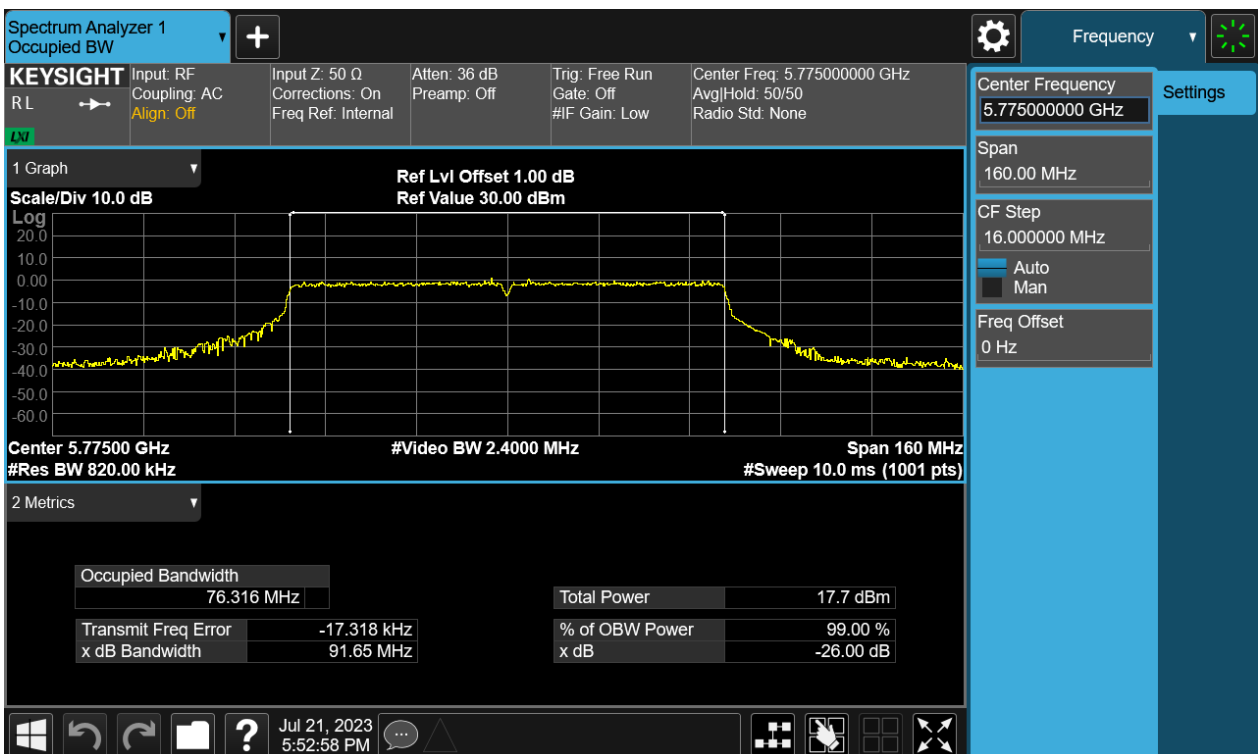 Spectrum Analyzer 1
Occupied BW
Frequency
KEYSIGHT
R L
LXI
Input: RF
Coupling: AC
Align: Off
Input Z: 50 Ω
Corrections: On
Freq Ref: Internal
Atten: 36 dB
Preamp: Off
Trig: Free Run
Gate: Off
#IF Gain: Low
Center Freq: 5.775000000 GHz
Avg|Hold: 50/50
Radio Std: None
Center Frequency
5.775000000 GHz
Settings
Span
160.00 MHz
CF Step
16.000000 MHz
Auto
Man
Freq Offset
0 Hz
1 Graph
Scale/Div 10.0 dB
Ref Lvl Offset 1.00 dB
Ref Value 30.00 dBm
Log
20.0
10.0
0.00
-10.0
-20.0
-30.0
-40.0
-50.0
-60.0
Center 5.77500 GHz
#Video BW 2.4000 MHz
Span 160 MHz
#Res BW 820.00 kHz
#Sweep 10.0 ms (1001 pts)
2 Metrics
Occupied Bandwidth
76.316 MHz
Total Power 17.7 dBm
Transmit Freq Error -17.318 kHz
% of OBW Power 99.00 %
x dB Bandwidth 91.65 MHz
x dB -26.00 dB
?
Jul 21, 2023
5:52:58 PM